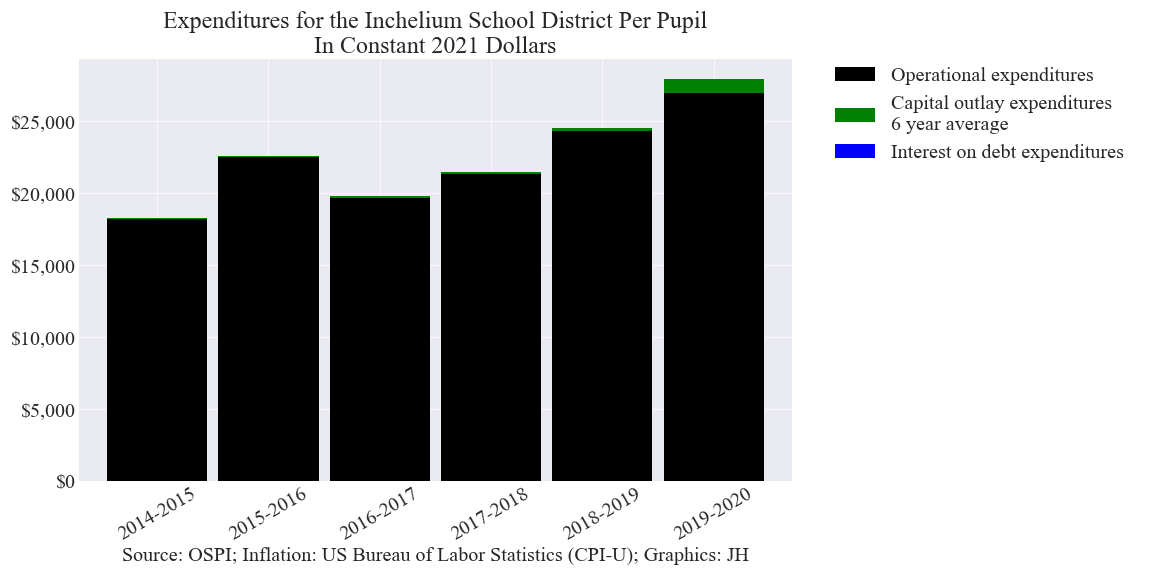 Expenditures for the Inchelium School District Per Pupil
In Constant 2021 Dollars
Operational expenditures
Capital outlay expenditures
6 year average
Interest on debt expenditures
$25,000
$20,000
$15,000
$10,000
$5,000
$0
2014-2015
2015-2016
2016-2017
2017-2018
2018-2019
2019-2020
Source: OSPI; Inflation: US Bureau of Labor Statistics (CPI-U); Graphics: JH